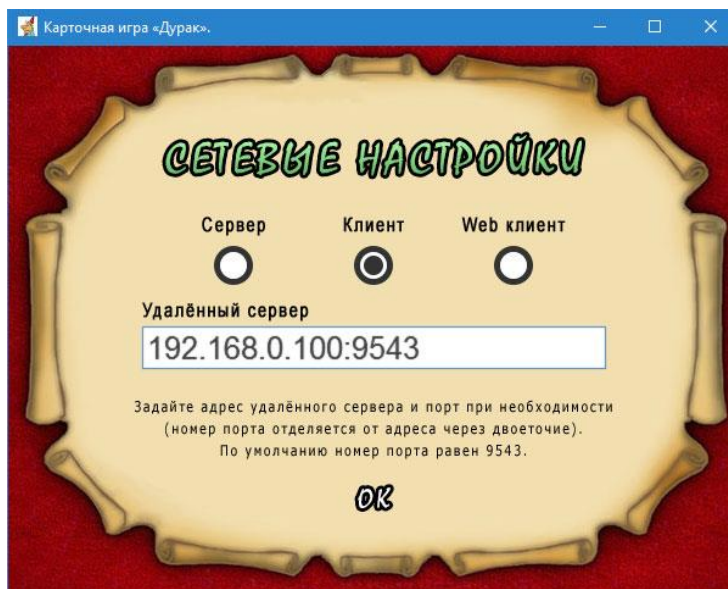 Карточная игра «Дурак».
СЕТЕВЫЕ НАСТРОЙКИ
Сервер Клиент Web клиент
Удалённый сервер
192.168.0.100:9543
Задайте адрес удалённого сервера и порт при необходимости
(номер порта отделяется от адреса через двоеточие).
По умолчанию номер порта равен 9543.
ОК